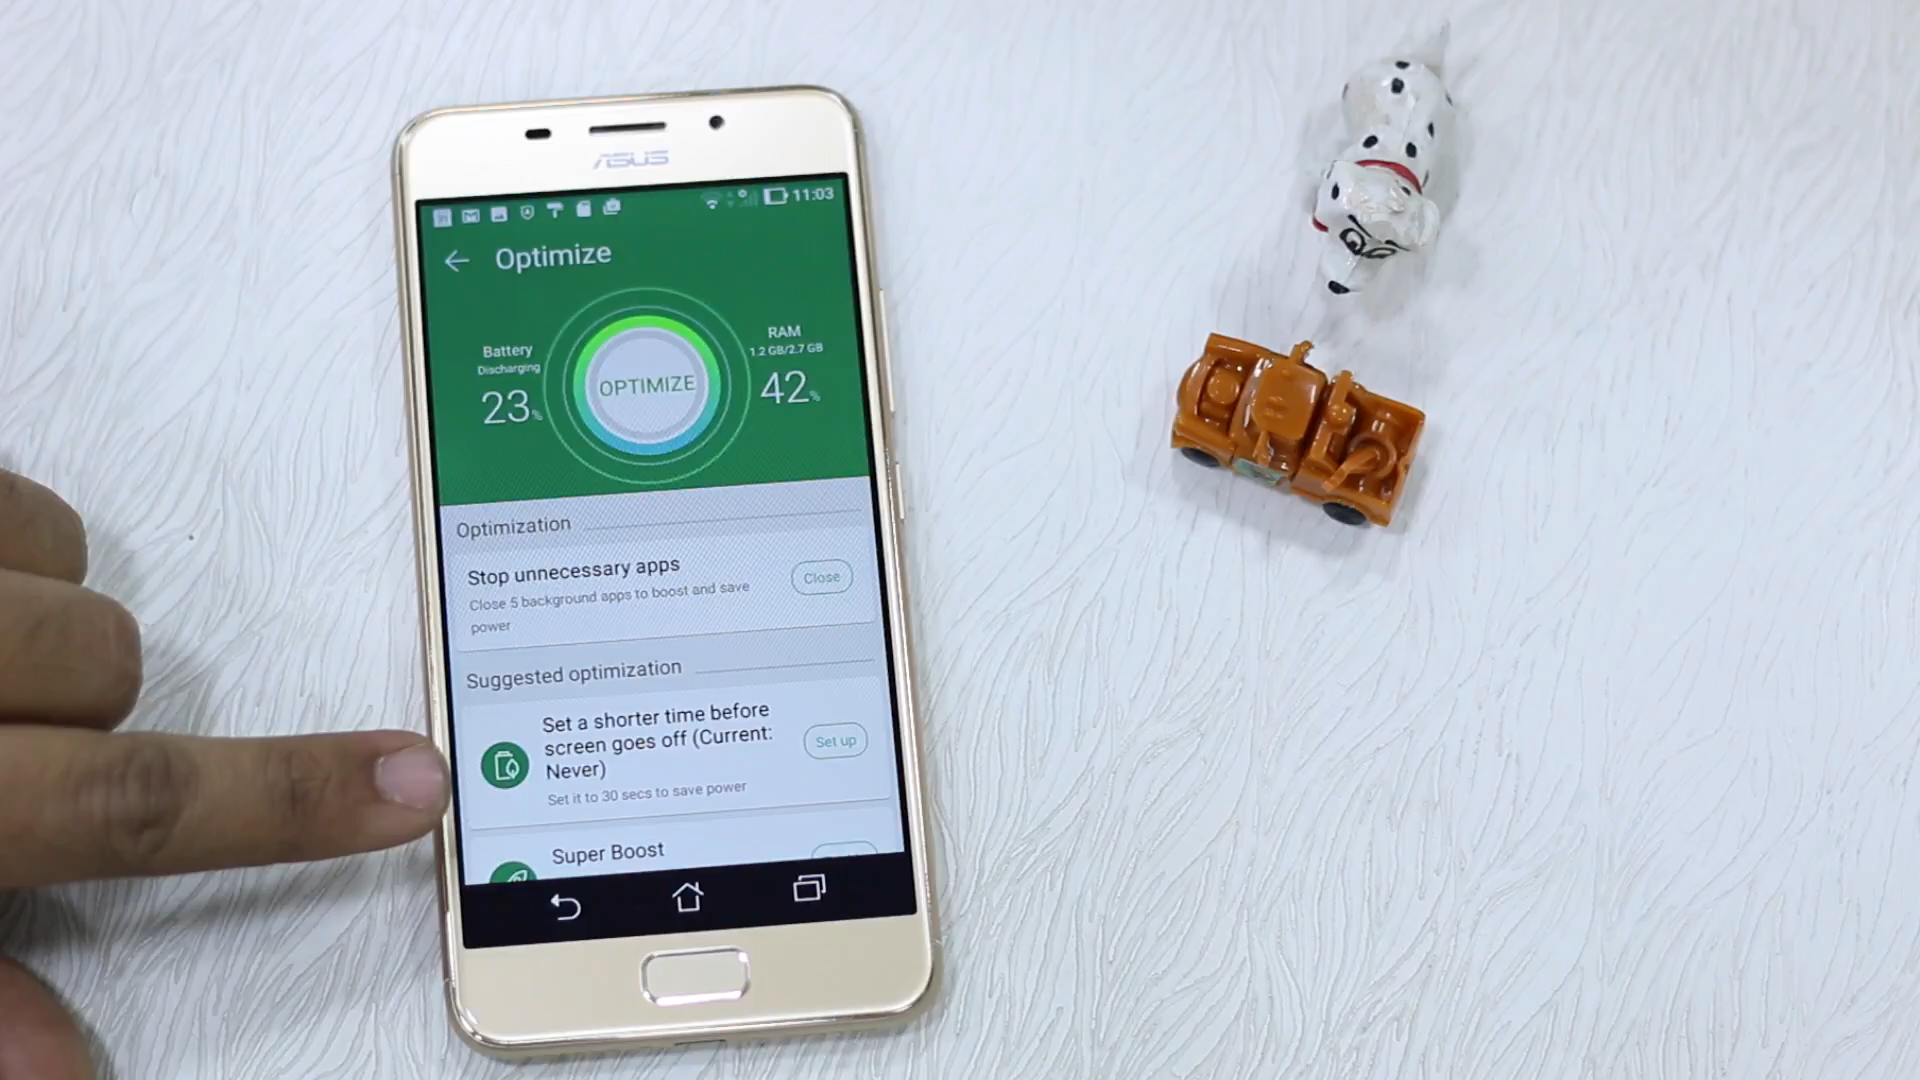 ASUS
11:03
Optimize
Battery
Discharging
23%
OPTIMIZE
RAM
1.2 GB/2.7 GB
42%
Optimization
Stop unnecessary apps
Close 5 background apps to boost and save
power
Close
Suggested optimization
Set a shorter time before
screen goes off (Current:
Never)
Set it to 30 secs to save power
Set up
Super Boost